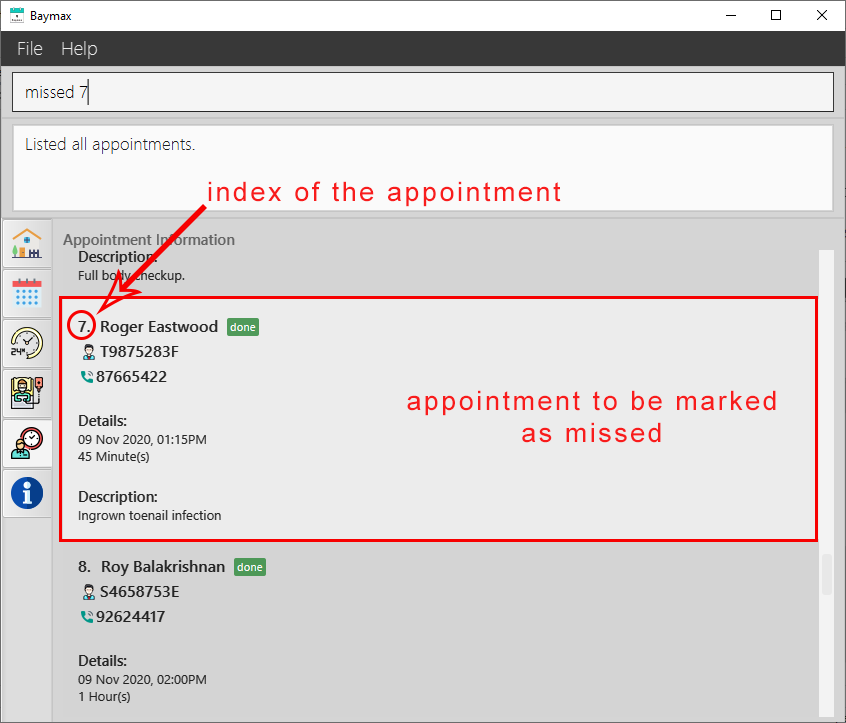 Baymax
File Help
missed 7
Listed all appointments.
index of the appointment
Appointment Information
Description:
Full body checkup.
7. Roger Eastwood done
T9875283F
87665422
appointment to be marked
as missed
Details:
09 Nov 2020, 01:15PM
45 Minute(s)
Description:
Ingrown toenail infection
8. Roy Balakrishnan done
S4658753E
92624417
Details:
09 Nov 2020, 02:00PM
1 Hour(s)